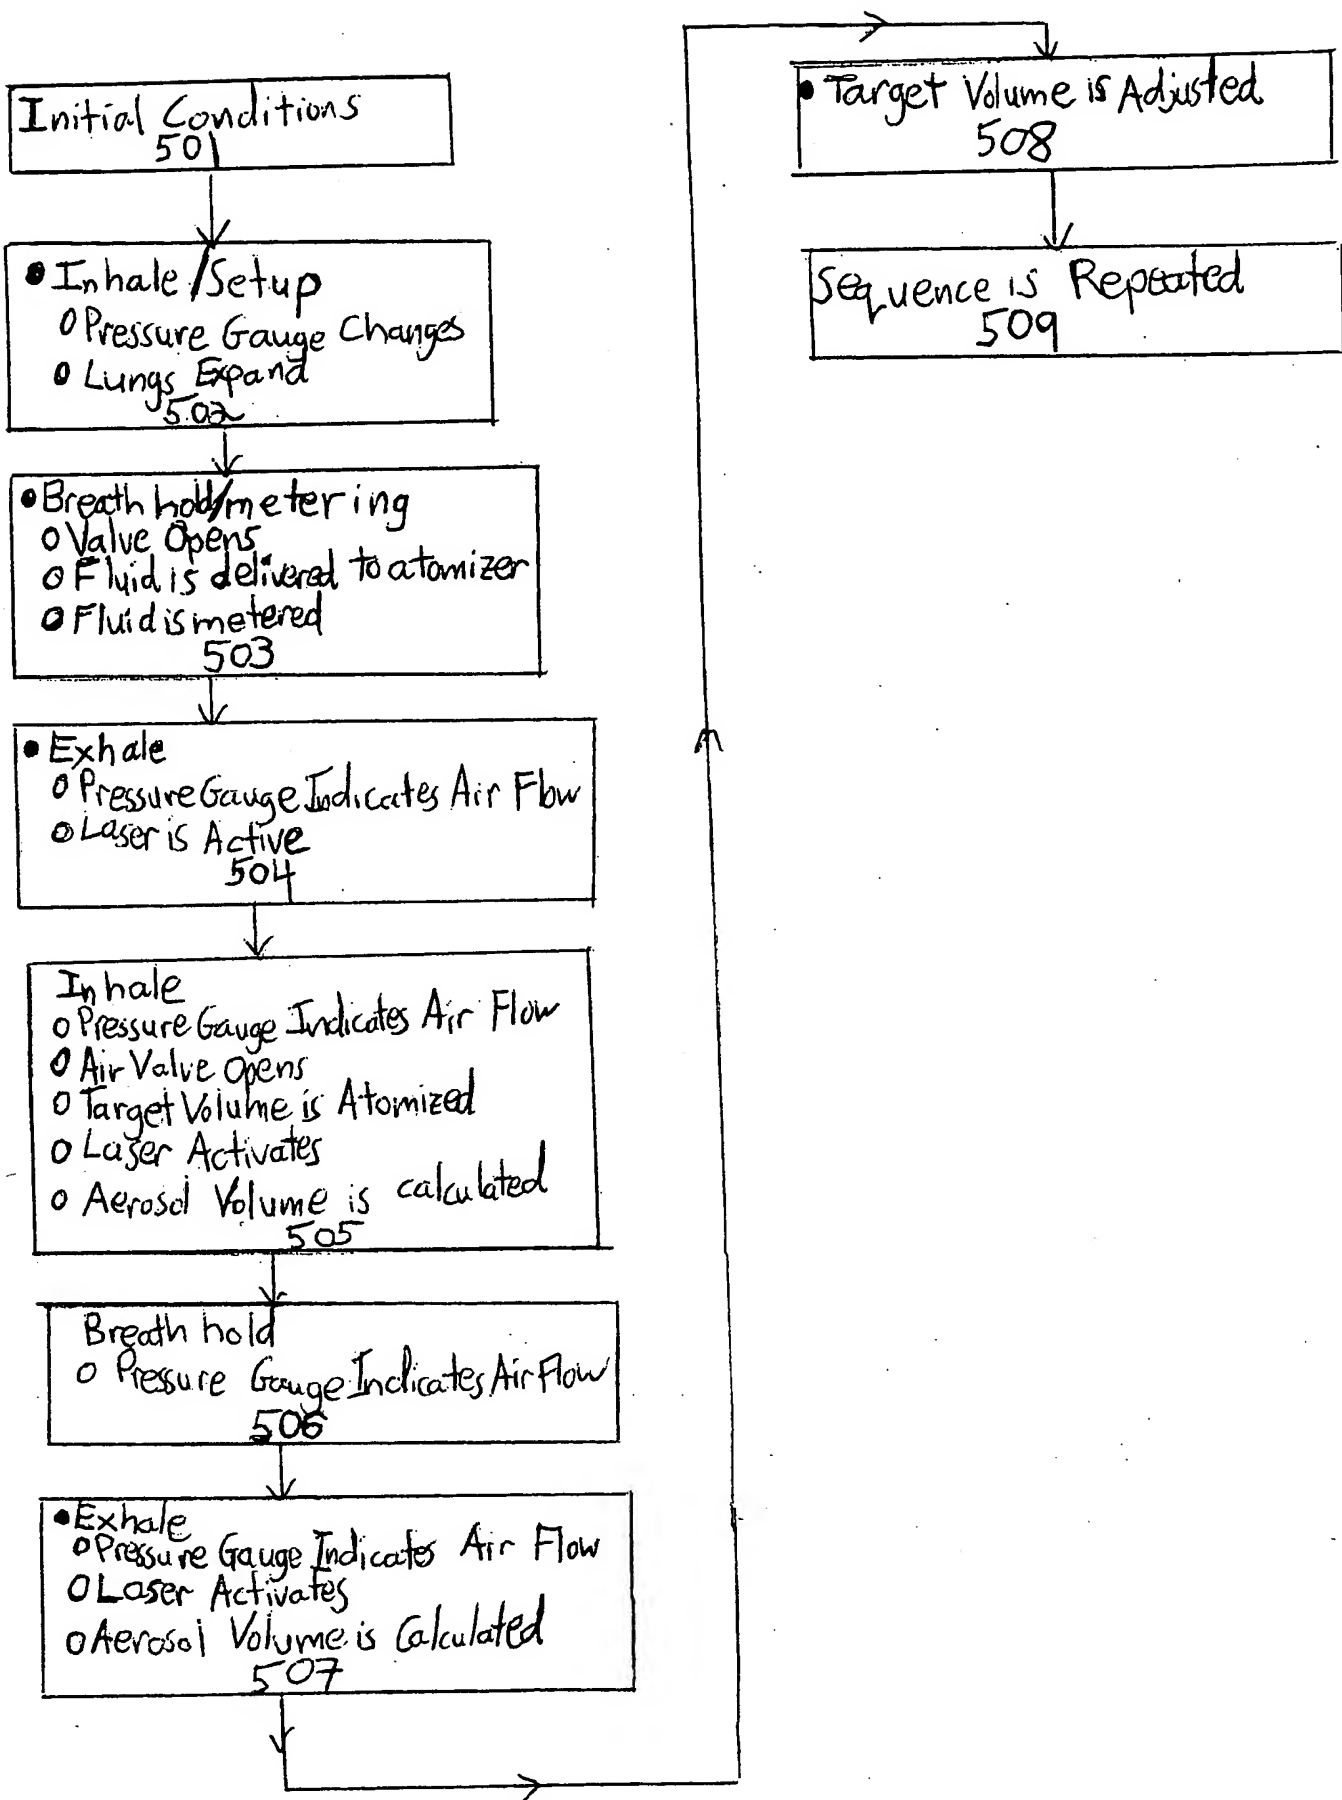 Initial Conditions
501
• Inhale/Setup
o Pressure Gauge Changes
o Lungs Expand
502
• Breath hold/metering
o Valve Opens
o Fluid is delivered to atomizer
o Fluid is metered
503
• Exhale
o Pressure Gauge Indicates Air Flow
o Laser is Active
504
Inhale
o Pressure Gauge Indicates Air Flow
o Air Valve Opens
o Target Volume is Atomized
o Laser Activates
o Aerosol Volume is calculated
505
Breath hold
o Pressure Gauge Indicates Air Flow
506
• Exhale
o Pressure Gauge Indicates Air Flow
o Laser Activates
o Aerosol Volume is Calculated
507
• Target Volume is Adjusted
508
Sequence is Repeated
509